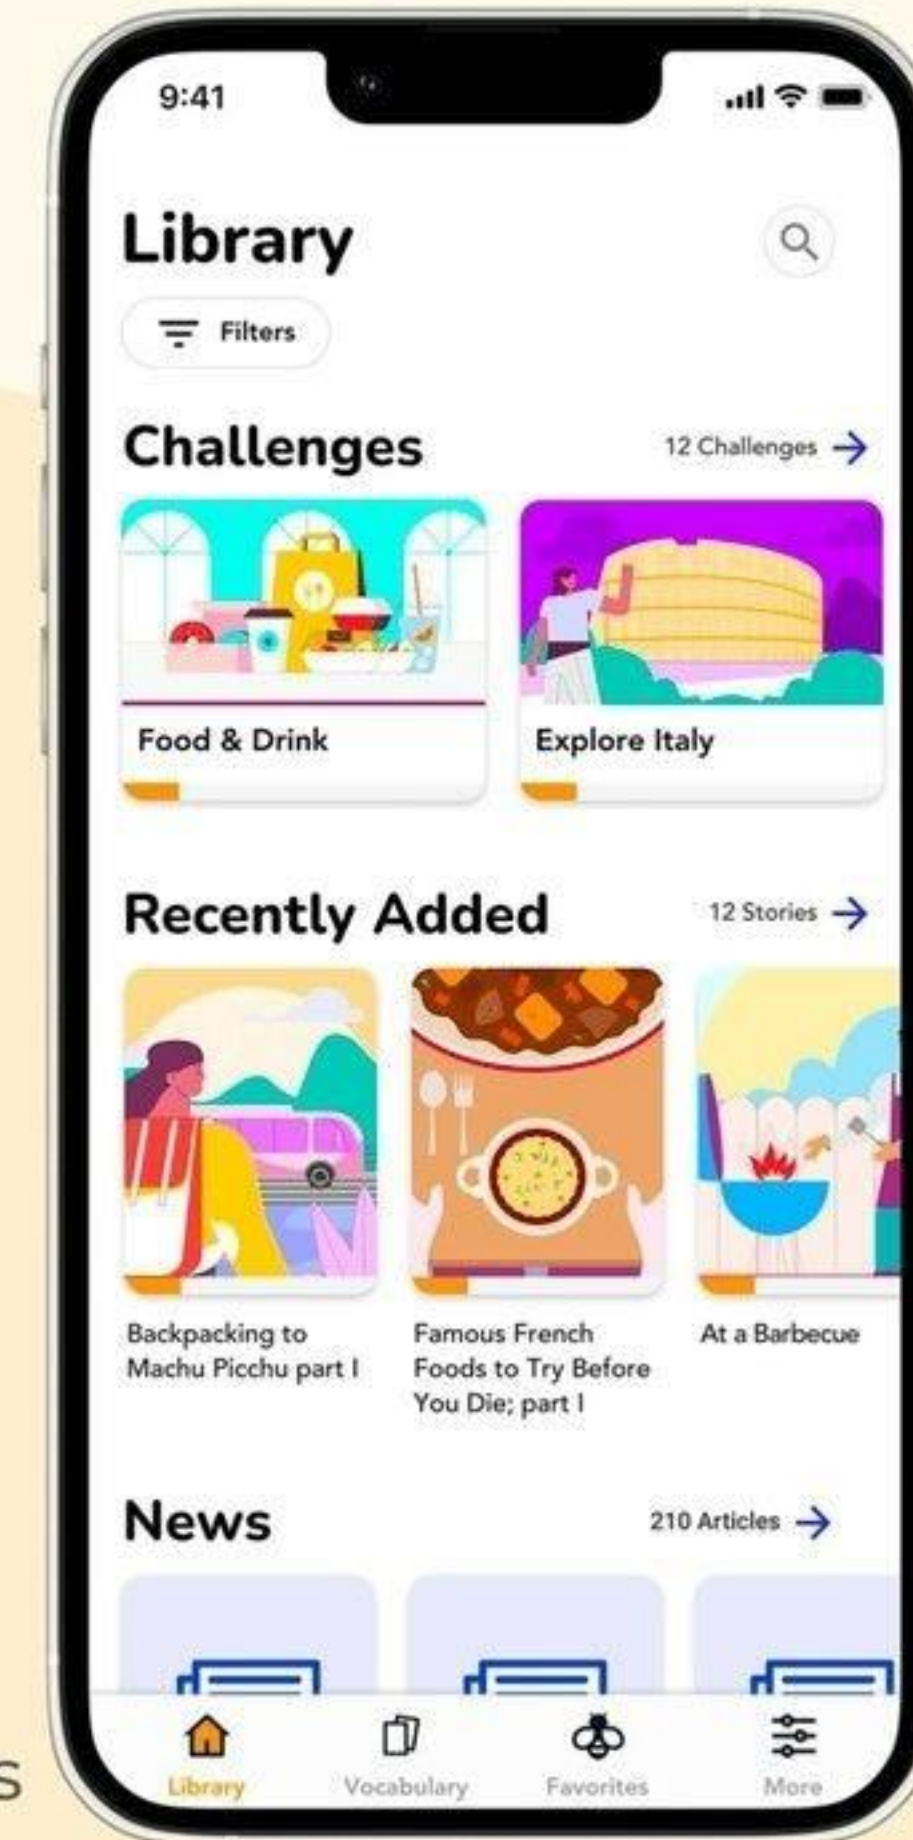 9:41
Library
Filters
Challenges
12 Challenges
Food & Drink
Explore Italy
Recently Added
12 Stories
Backpacking to
Machu Picchu part I
Famous French
Foods to Try Before
You Die; part I
At a Barbecue
News
210 Articles
Library
Vocabulary
Favorites
More
s